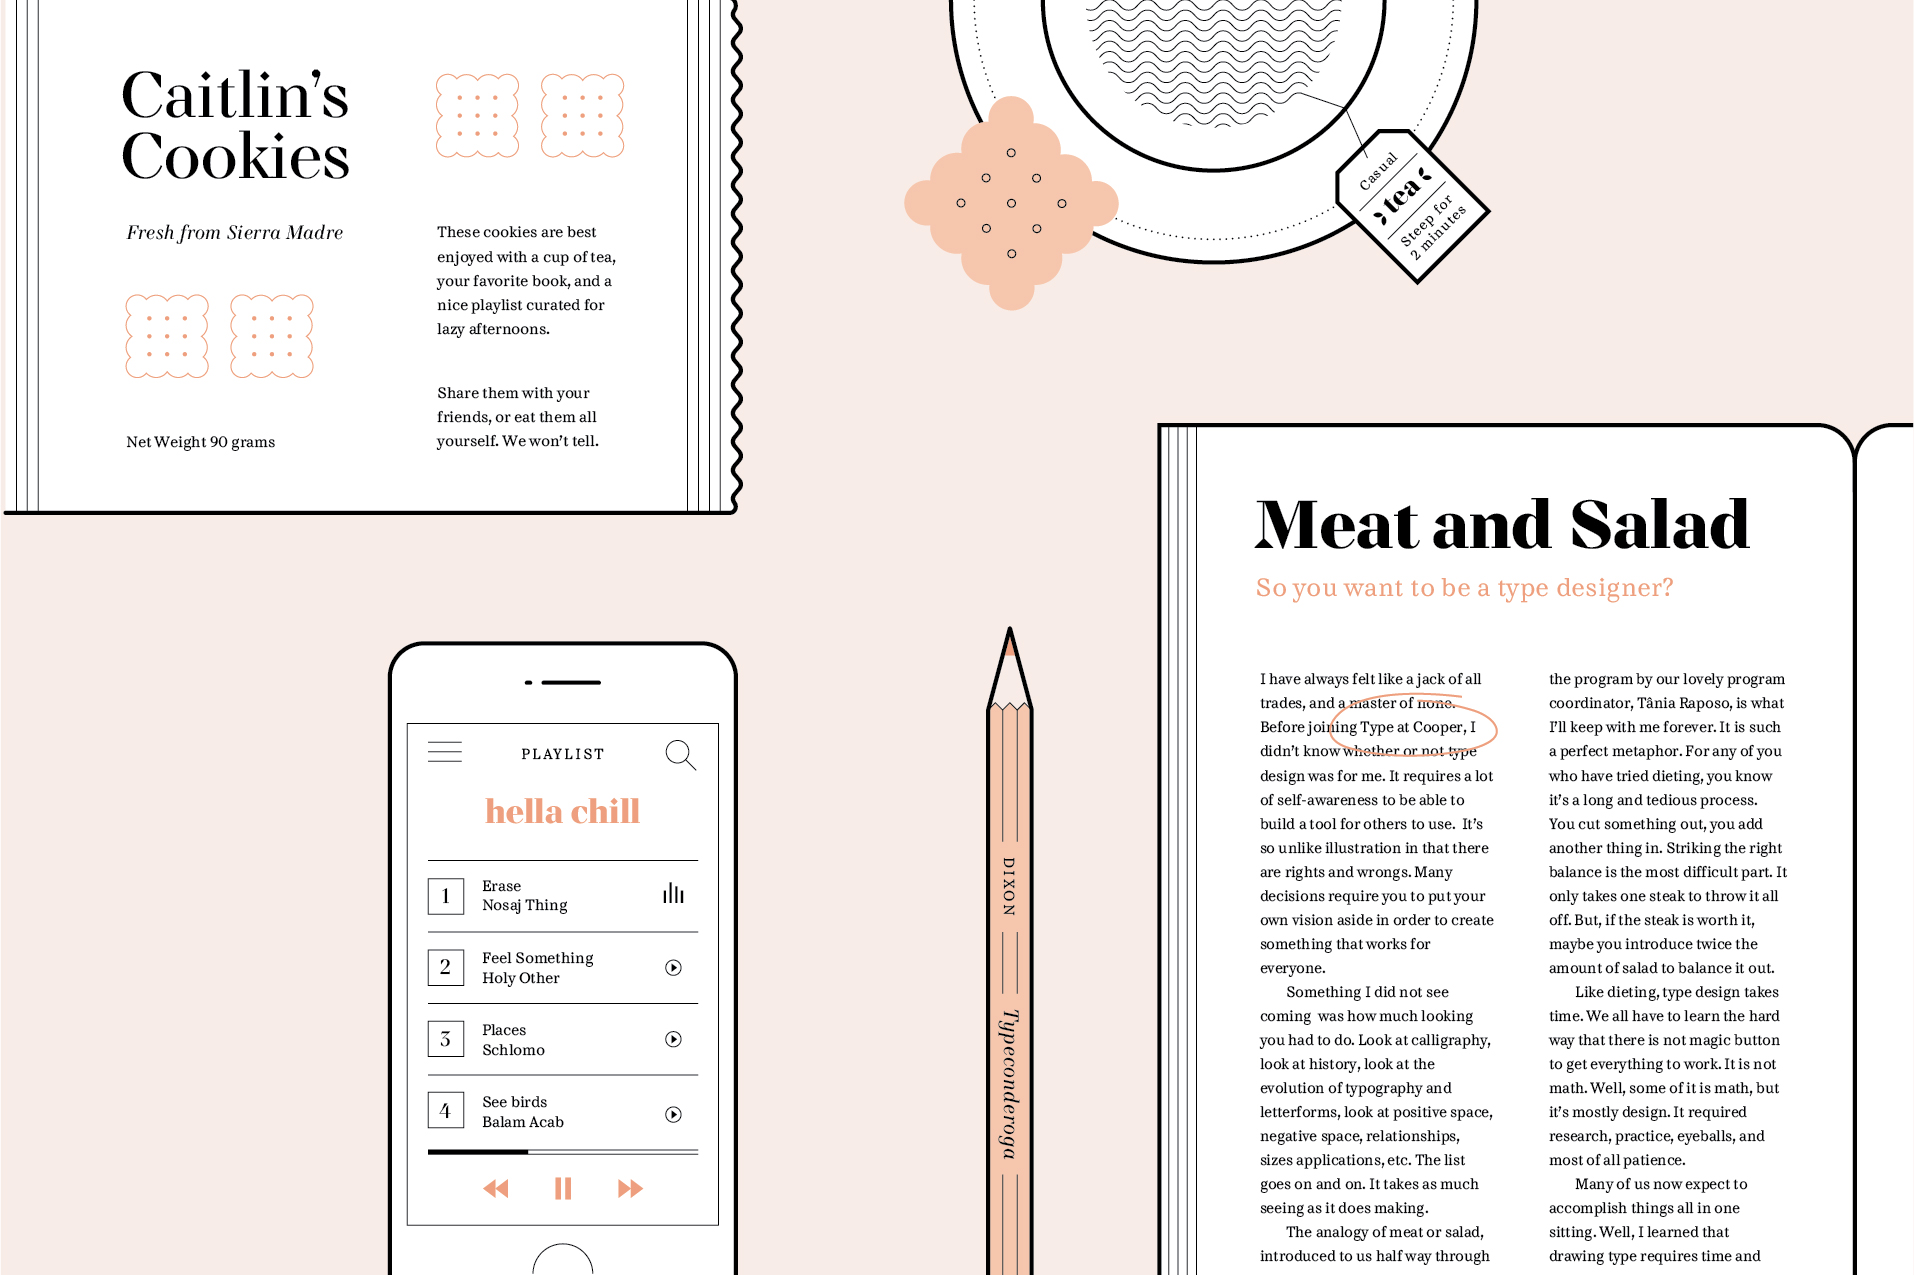 Caitlin's
Cookies
Fresh from Sierra Madre
Net Weight 90 grams
These cookies are best
enjoyed with a cup of tea,
your favorite book, and a
nice playlist curated for
lazy afternoons.
Share them with your
friends, or eat them all
yourself. We won't tell.
Casual
tea
Steep for
2 minutes
PLAYLIST
hella chill
1
Erase
Nosaj Thing
2
Feel Something
Holy Other
3
Places
Schlomo
4
See birds
Balam Acab
DIXON
Typeconderoga
Meat and Salad
So you want to be a type designer?
I have always felt like a jack of all
trades, and a master of none.
Before joining Type at Cooper, I
didn't know whether or not type
design was for me. It requires a lot
of self-awareness to be able to
build a tool for others to use.  It's
so unlike illustration in that there
are rights and wrongs. Many
decisions require you to put your
own vision aside in order to create
something that works for
everyone.
Something I did not see
coming  was how much looking
you had to do. Look at calligraphy,
look at history, look at the
evolution of typography and
letterforms, look at positive space,
negative space, relationships,
sizes applications, etc. The list
goes on and on. It takes as much
seeing as it does making.
The analogy of meat or salad,
introduced to us half way through
the program by our lovely program
coordinator, Tânia Raposo, is what
I'll keep with me forever. It is such
a perfect metaphor. For any of you
who have tried dieting, you know
it's a long and tedious process.
You cut something out, you add
another thing in. Striking the right
balance is the most difficult part. It
only takes one steak to throw it all
off. But, if the steak is worth it,
maybe you introduce twice the
amount of salad to balance it out.
Like dieting, type design takes
time. We all have to learn the hard
way that there is not magic button
to get everything to work. It is not
math. Well, some of it is math, but
it's mostly design. It required
research, practice, eyeballs, and
most of all patience.
Many of us now expect to
accomplish things all in one
sitting. Well, I learned that
drawing type requires time and